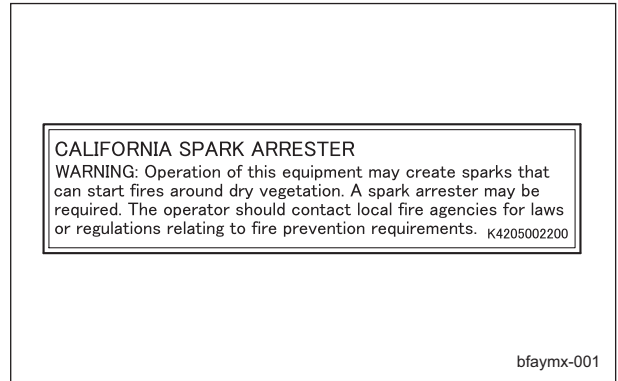 CALIFORNIA SPARK ARRESTER
WARNING: Operation of this equipment may create sparks that
can start fires around dry vegetation. A spark arrester may be
required. The operator should contact local fire agencies for laws
or regulations relating to fire prevention requirements. K4205002200
bfaymx-001